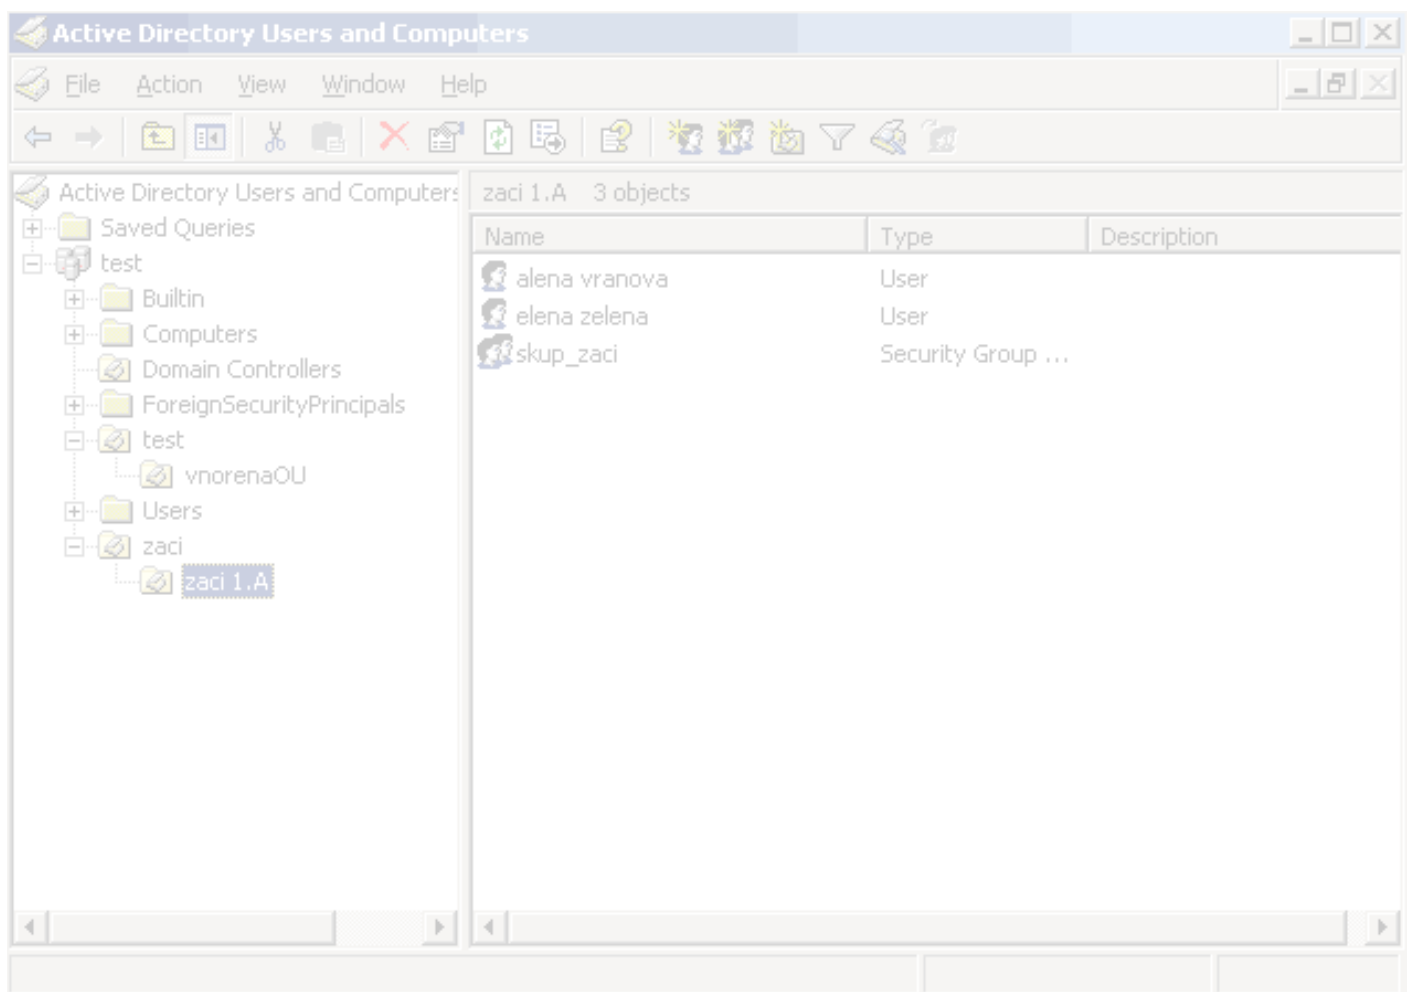 Active Directory Users and Computers
File Action View Window Help
Active Directory Users and Computers
Saved Queries
test
Builtin
Computers
Domain Controllers
ForeignSecurityPrincipals
test
vnorenaOU
Users
zaci
zaci 1.A
zaci 1.A 3 objects
Name Type Description
alena vranova User
elena zelena User
skup_zaci Security Group ...